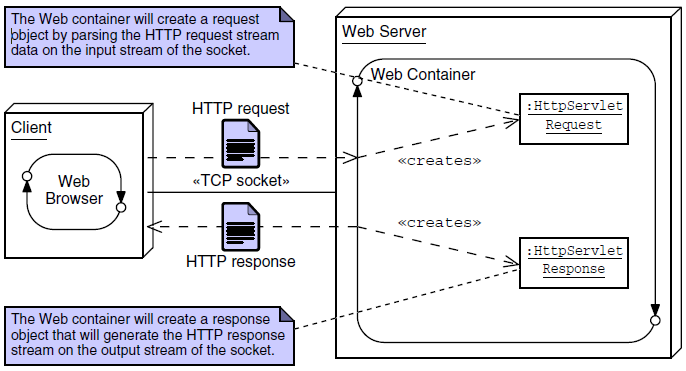 The Web container will create a request
object by parsing the HTTP request stream
data on the input stream of the socket.
Web Server
Web Container
HTTP request
:HttpServlet
Request
Client
«creates»
Web
Browser
«TCP socket»
«creates»
HTTP response
:HttpServlet
Response
The Web container will create a response
object that will generate the HTTP response
stream on the output stream of the socket.